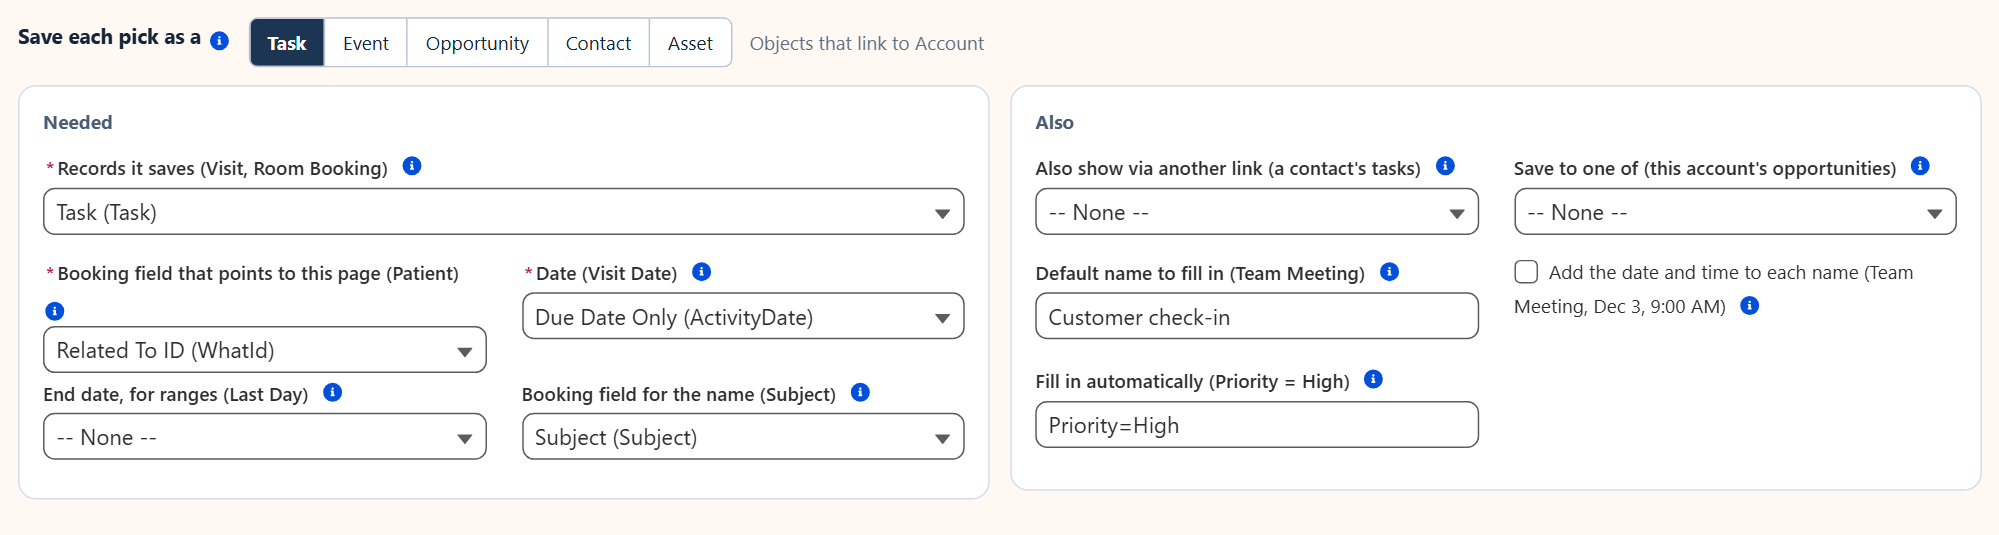 Save each pick as a
Task Event Opportunity Contact Asset Objects that link to Account
Needed
* Records it saves (Visit, Room Booking)
Task (Task)
* Booking field that points to this page (Patient)
Related To ID (WhatId)
* Date (Visit Date)
Due Date Only (ActivityDate)
End date, for ranges (Last Day)
-- None --
Booking field for the name (Subject)
Subject (Subject)
Also
Also show via another link (a contact's tasks)
-- None --
Save to one of (this account's opportunities)
-- None --
Default name to fill in (Team Meeting)
Customer check-in
Add the date and time to each name (Team
Meeting, Dec 3, 9:00 AM)
Fill in automatically (Priority = High)
Priority=High